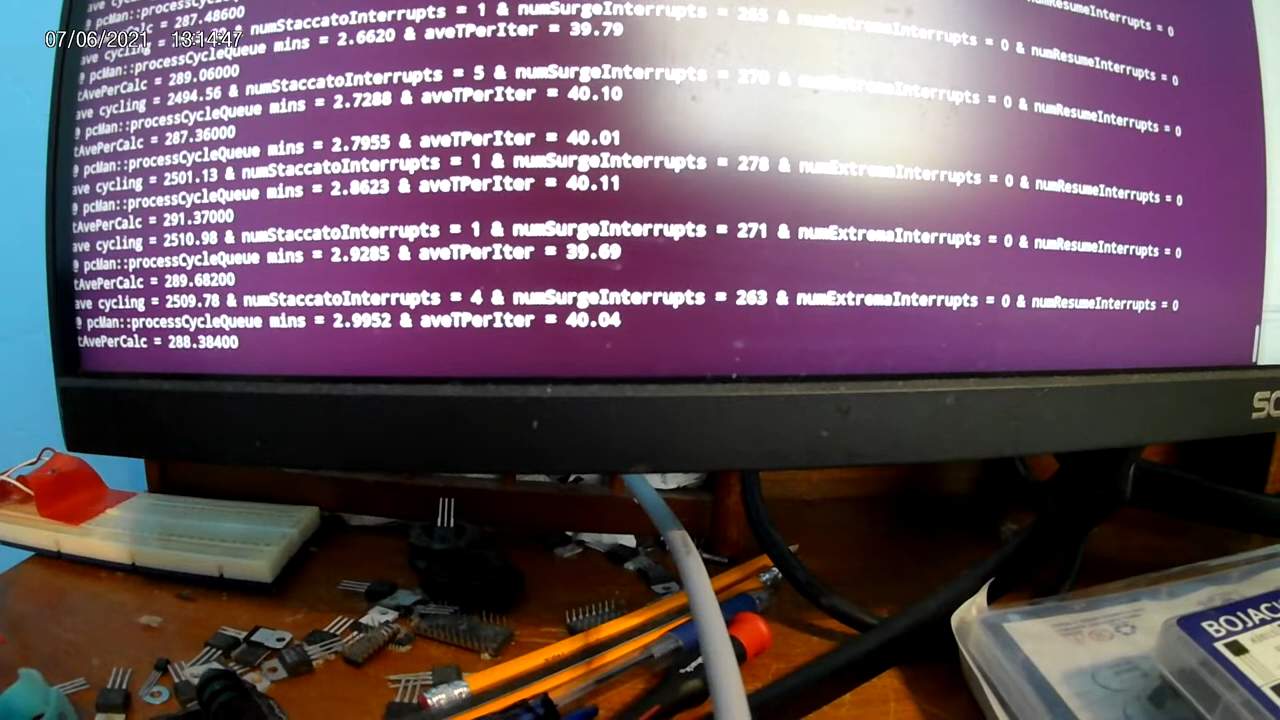 07/06/2021 13:14:47
@ pcMan::processCycleQueue
= 287.48600
ave cycling = numStaccatoInterrupts = 1 & numSurgeInterrupts = 265 & numExtremaInterrupts = 0 & numResumeInterrupts = 0
@ pcMan::processCycleQueue mins = 2.6620 & aveTPerIter = 39.79
tAvePerCalc = 289.06000
ave cycling = 2494.56 & numStaccatoInterrupts = 5 & numSurgeInterrupts = 270 & numExtremaInterrupts = 0 & numResumeInterrupts = 0
@ pcMan::processCycleQueue mins = 2.7288 & aveTPerIter = 40.10
tAvePerCalc = 287.36000
@ pcMan::processCycleQueue mins = 2.7955 & aveTPerIter = 40.01
ave cycling = 2501.13 & numStaccatoInterrupts = 1 & numSurgeInterrupts = 278 & numExtremaInterrupts = 0 & numResumeInterrupts = 0
@ pcMan::processCycleQueue mins = 2.8623 & aveTPerIter = 40.11
tAvePerCalc = 291.37000
ave cycling = 2510.98 & numStaccatoInterrupts = 1 & numSurgeInterrupts = 271 & numExtremaInterrupts = 0 & numResumeInterrupts = 0
@ pcMan::processCycleQueue mins = 2.9285 & aveTPerIter = 39.69
tAvePerCalc = 289.68200
ave cycling = 2509.78 & numStaccatoInterrupts = 4 & numSurgeInterrupts = 263 & numExtremaInterrupts = 0 & numResumeInterrupts = 0
@ pcMan::processCycleQueue mins = 2.9952 & aveTPerIter = 40.04
tAvePerCalc = 288.38400
SC
BOJAC